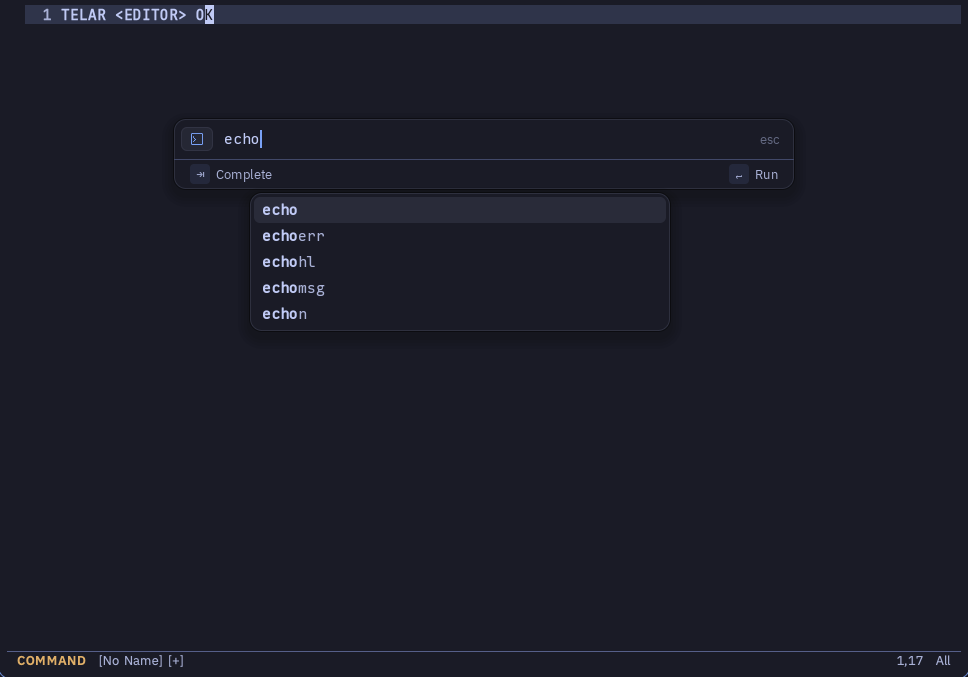 1 TELAR <EDITOR> OK
echo esc
Complete Run
echo
echoerr
echohl
echomsg
echon
COMMAND [No Name] [+] 1,17 All